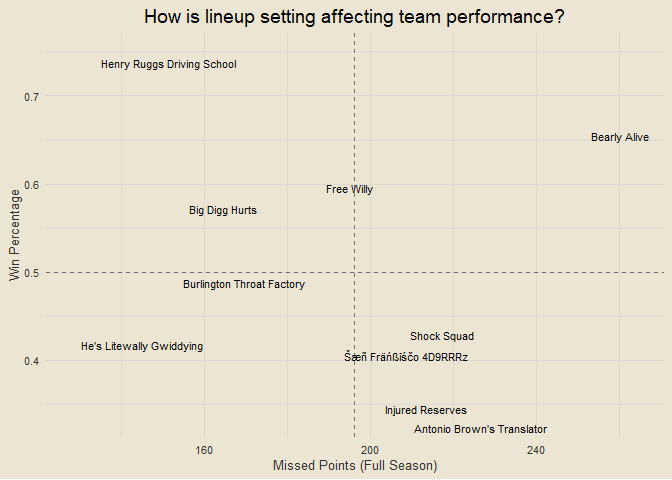 How is lineup setting affecting team performance?
Henry Ruggs Driving School
0.7
Bearly Alive
0.6
Free Willy
Big Digg Hurts
Win Percentage
0.5
Burlington Throat Factory
Shock Squad
He's Litewally Gwiddying
Šæñ Fräńßíśčo 4D9RRRz
0.4
Injured Reserves
Antonio Brown's Translator
160
200
240
Missed Points (Full Season)